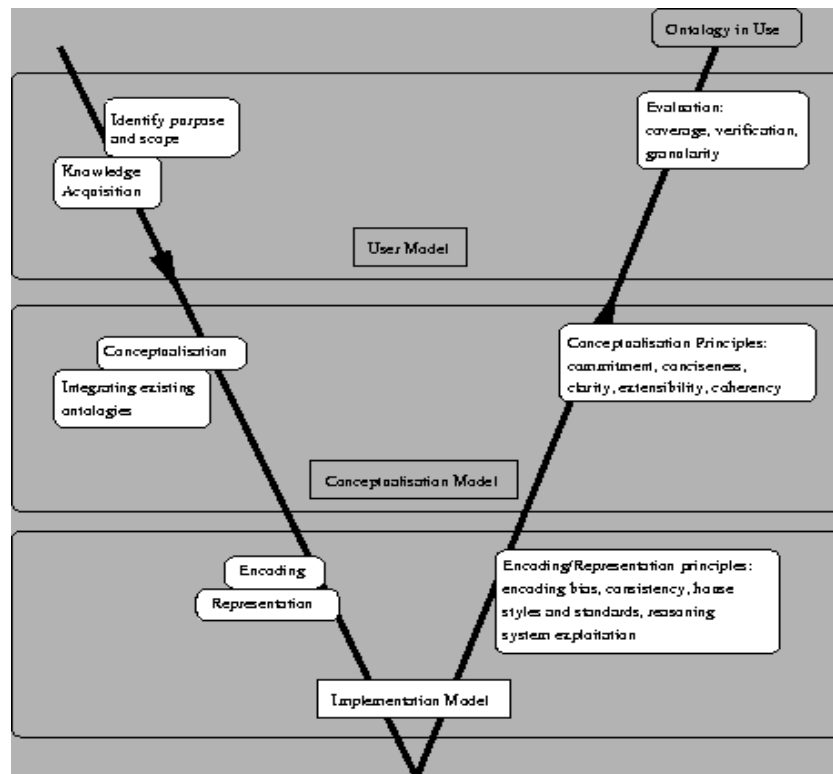 Ontology in Use
Identify purpose
and scope
Knowledge
Acquisition
Evaluation:
coverage, verification,
granularity
User Model
Conceptualisation
Integrating existing
ontologies
Conceptualisation Principles:
commitment, conciseness,
clarity, extensibility, coherency
Conceptualisation Model
Encoding
Representation
Encoding/Representation principles:
encoding bias, consistency, house
styles and standards, reasoning
system exploitation
Implementation Model